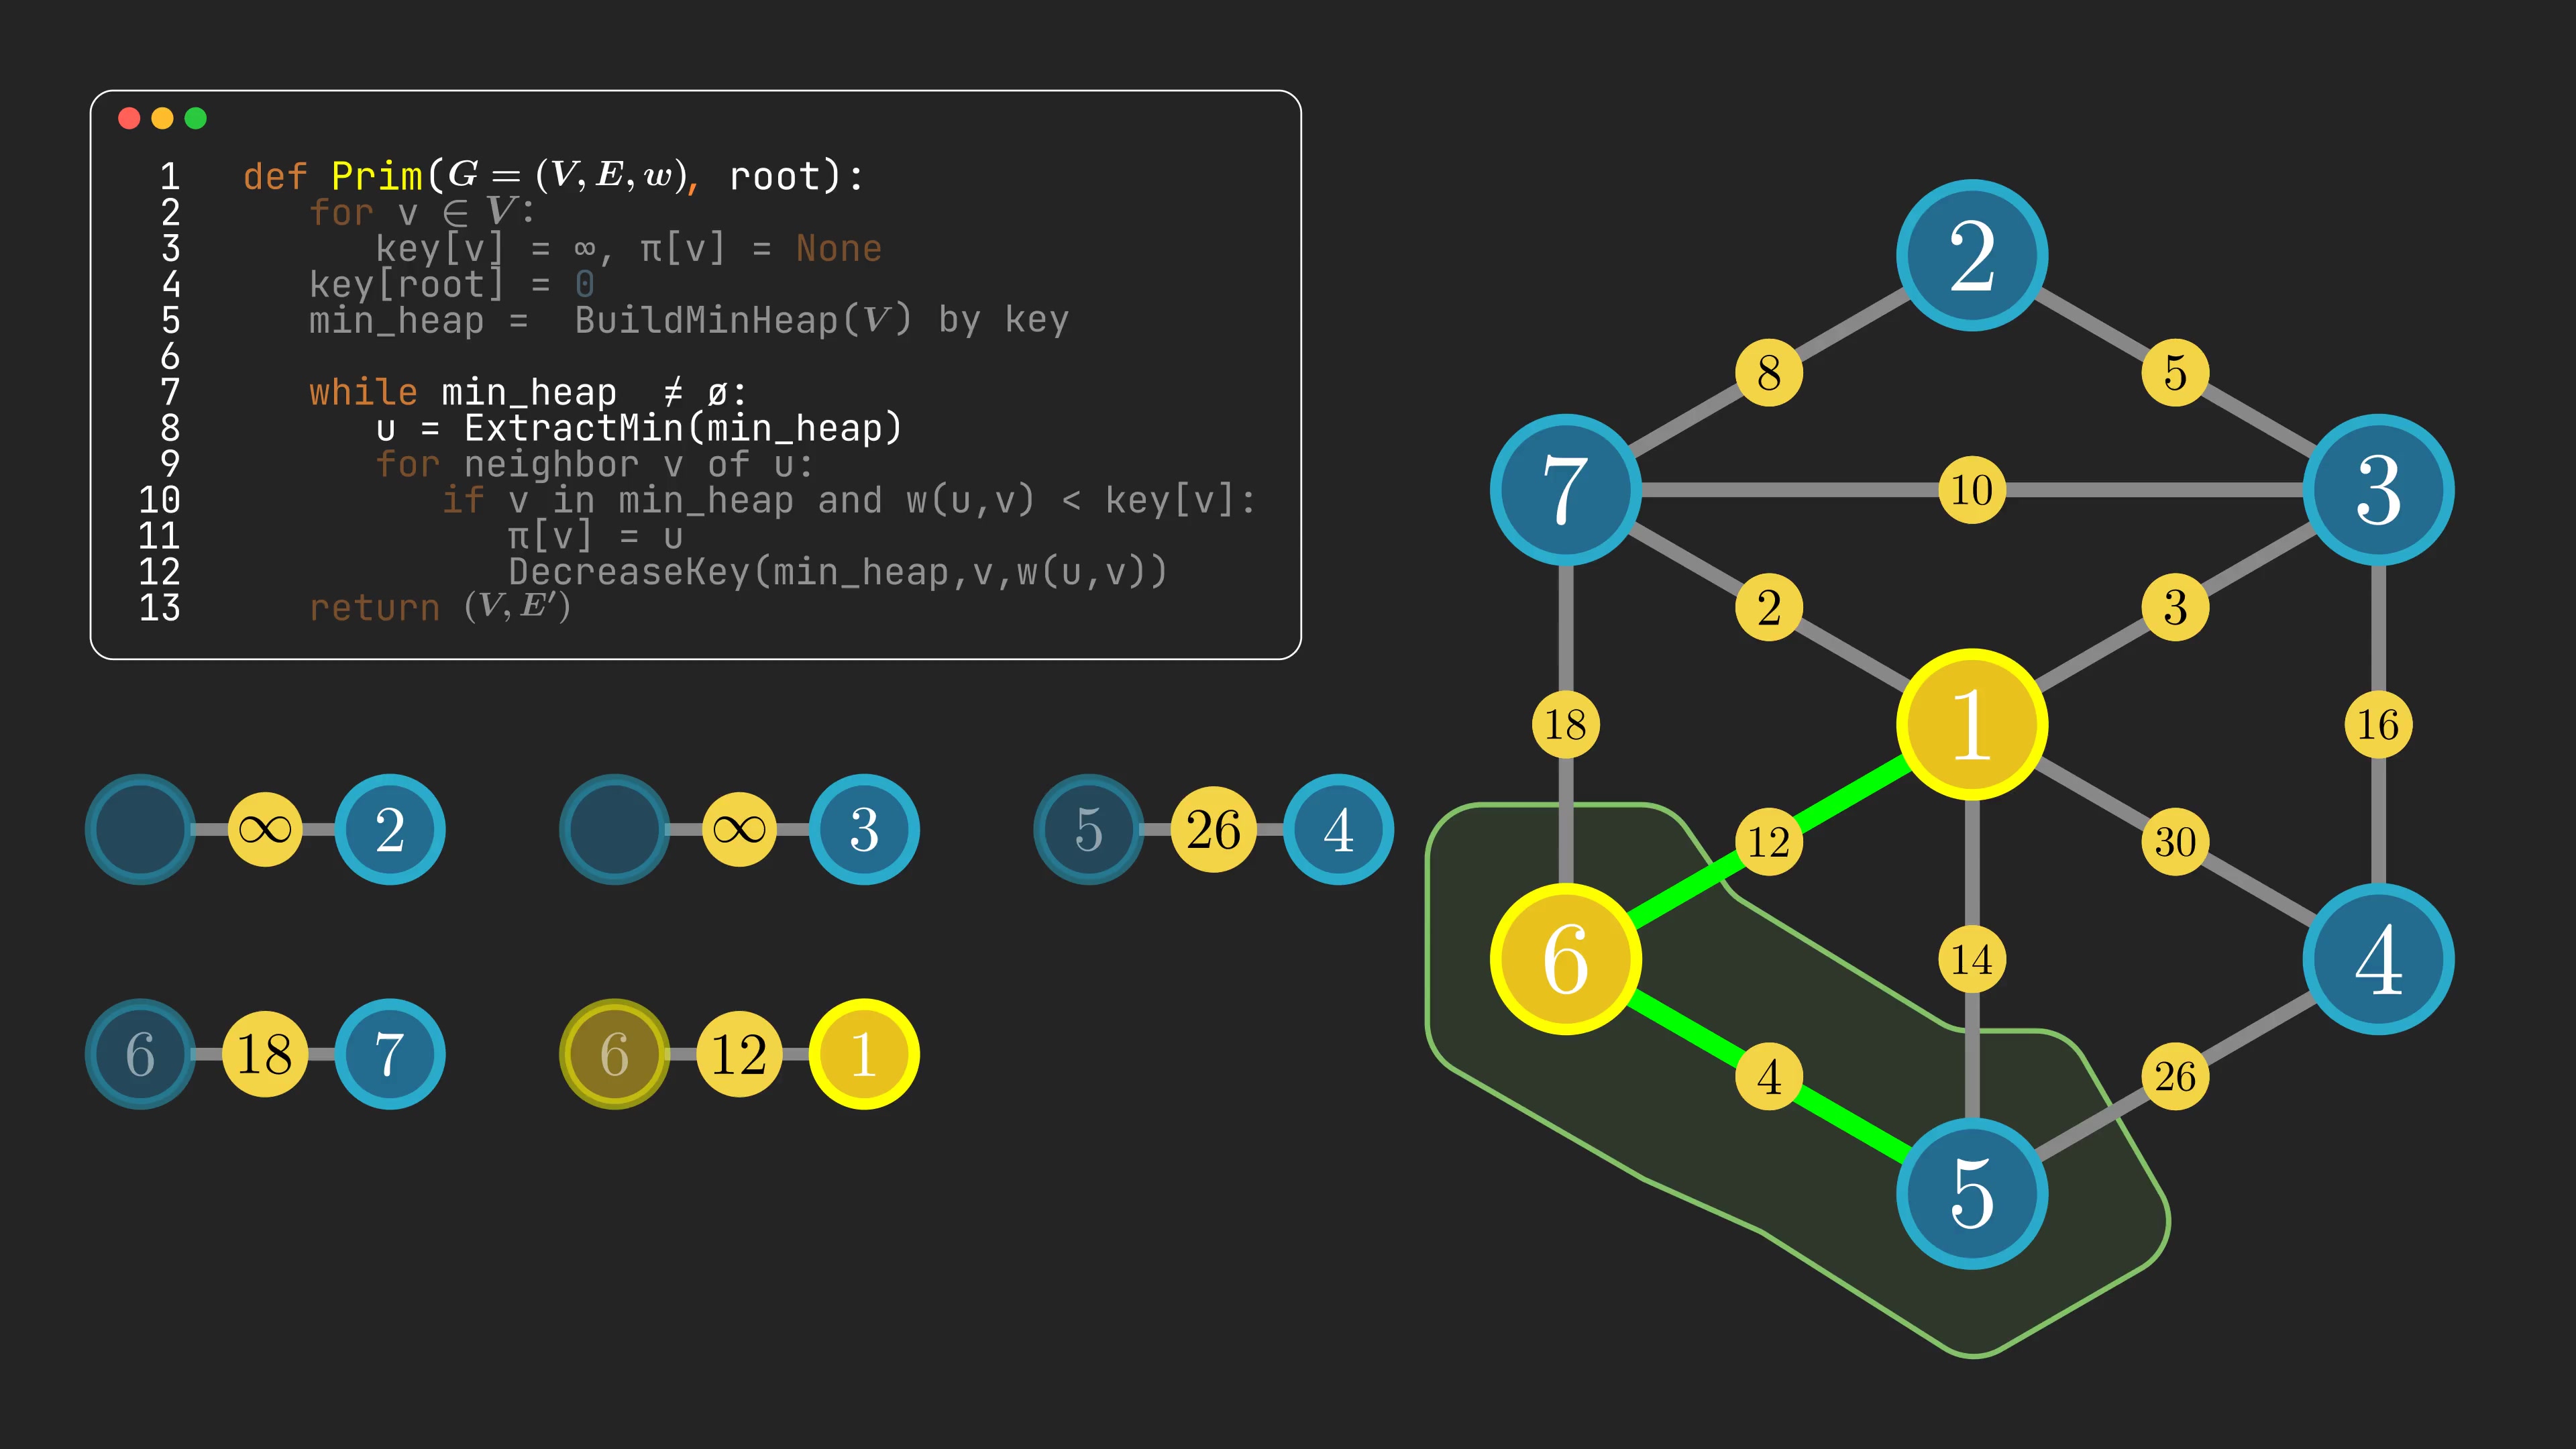 1 def Prim(G = (V, E, w), root):
2 for v ∈ V:
3 key[v] = ∞, π[v] = None
4 key[root] = 0
5 min_heap = BuildMinHeap(V) by key
6
7 while min_heap ≠ ø:
8 u = ExtractMin(min_heap)
9 for neighbor v of u:
10 if v in min_heap and w(u,v) < key[v]:
11 π[v] = u
12 DecreaseKey(min_heap,v,w(u,v))
13 return (V, E′)
∞ 2
∞ 3
5 26 4
6 18 7
6 12 1
2
8
5
7
10
3
2
3
18
1
16
12
30
6
14
4
4
26
5